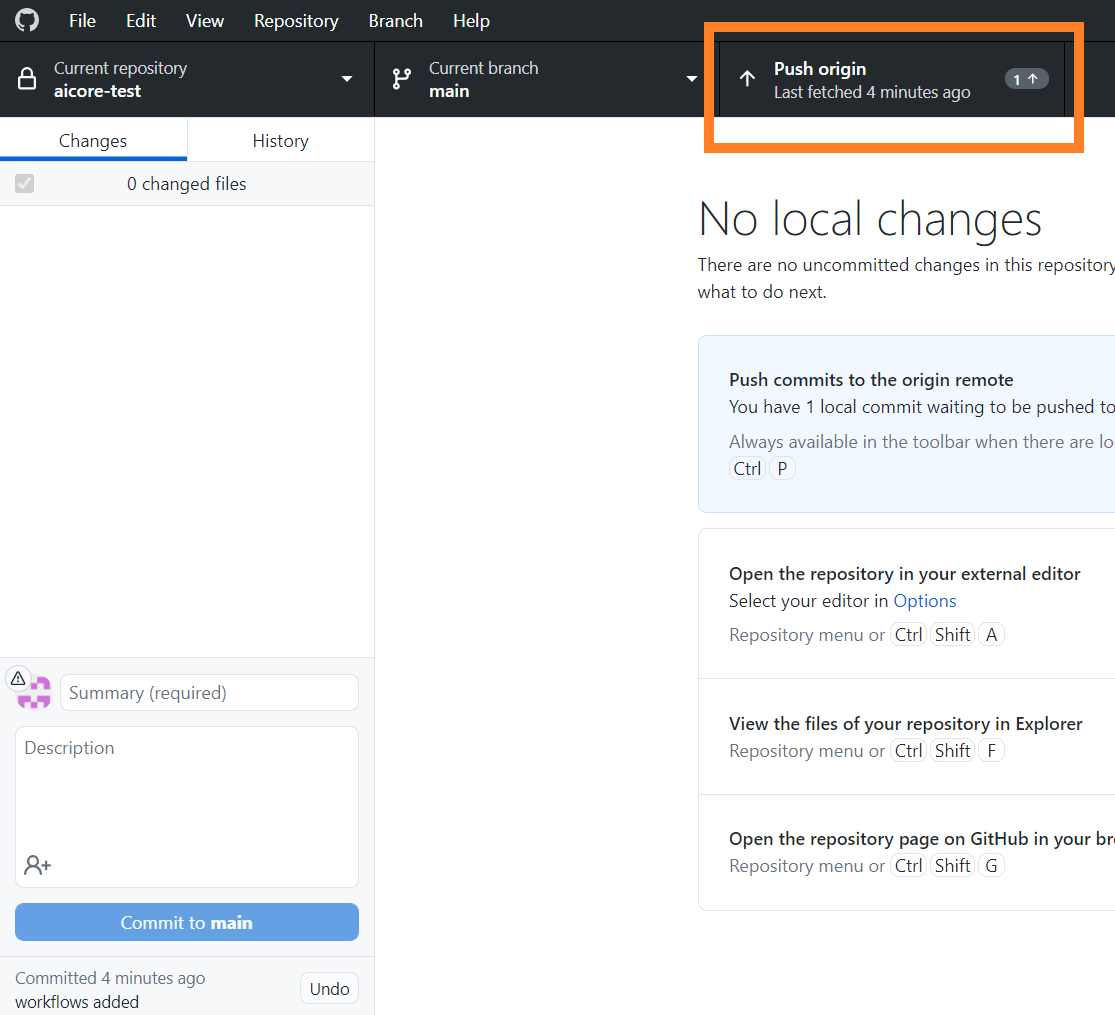 File Edit View Repository Branch Help
Current repository
aicore-test
Current branch
main
Push origin
Last fetched 4 minutes ago
1
Changes History
0 changed files
No local changes
There are no uncommitted changes in this repository
what to do next.
Push commits to the origin remote
You have 1 local commit waiting to be pushed to
Always available in the toolbar when there are lo
Ctrl P
Open the repository in your external editor
Select your editor in Options
Repository menu or Ctrl Shift A
View the files of your repository in Explorer
Repository menu or Ctrl Shift F
Open the repository page on GitHub in your br
Repository menu or Ctrl Shift G
Summary (required)
Description
Commit to main
Committed 4 minutes ago
workflows added
Undo